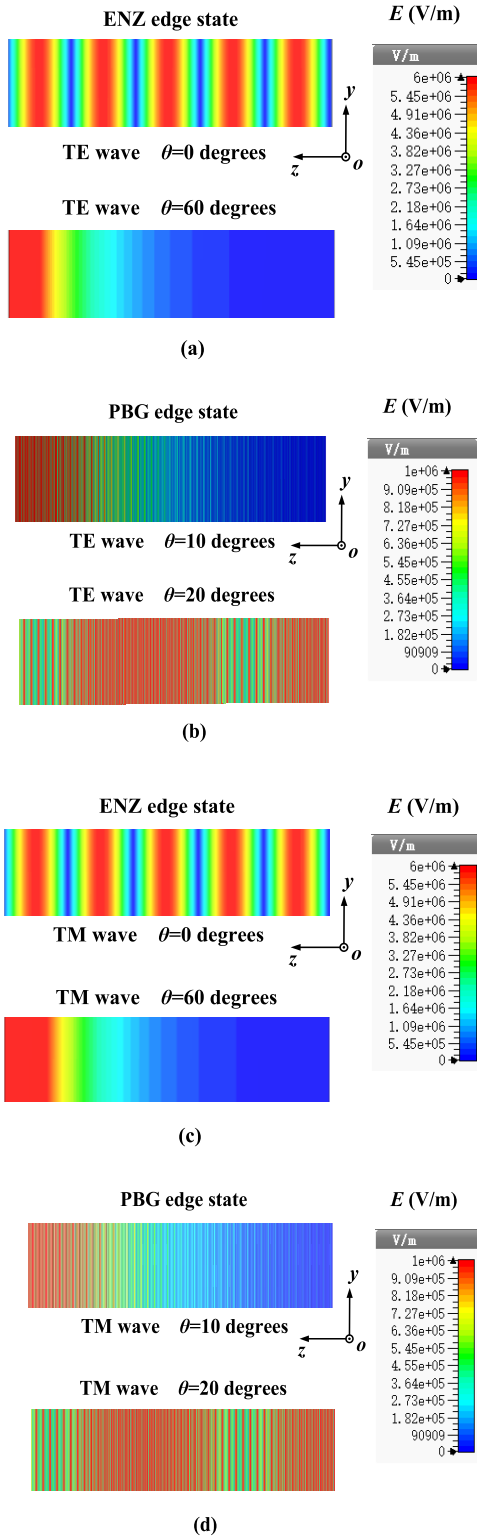 ENZ edge state
E (V/m)
V/m
6e+06
5.45e+06
4.91e+06
4.36e+06
3.82e+06
3.27e+06
2.73e+06
2.18e+06
1.64e+06
1.09e+06
5.45e+05
0
y
z
o
TE wave θ=0 degrees
TE wave θ=60 degrees
(a)
PBG edge state
E (V/m)
V/m
1e+06
9.09e+05
8.18e+05
7.27e+05
6.36e+05
5.45e+05
4.55e+05
3.64e+05
2.73e+05
1.82e+05
90909
0
y
z
o
TE wave θ=10 degrees
TE wave θ=20 degrees
(b)
ENZ edge state
E (V/m)
V/m
6e+06
5.45e+06
4.91e+06
4.36e+06
3.82e+06
3.27e+06
2.73e+06
2.18e+06
1.64e+06
1.09e+06
5.45e+05
0
y
z
o
TM wave θ=0 degrees
TM wave θ=60 degrees
(c)
PBG edge state
E (V/m)
V/m
1e+06
9.09e+05
8.18e+05
7.27e+05
6.36e+05
5.45e+05
4.55e+05
3.64e+05
2.73e+05
1.82e+05
90909
0
y
z
o
TM wave θ=10 degrees
TM wave θ=20 degrees
(d)